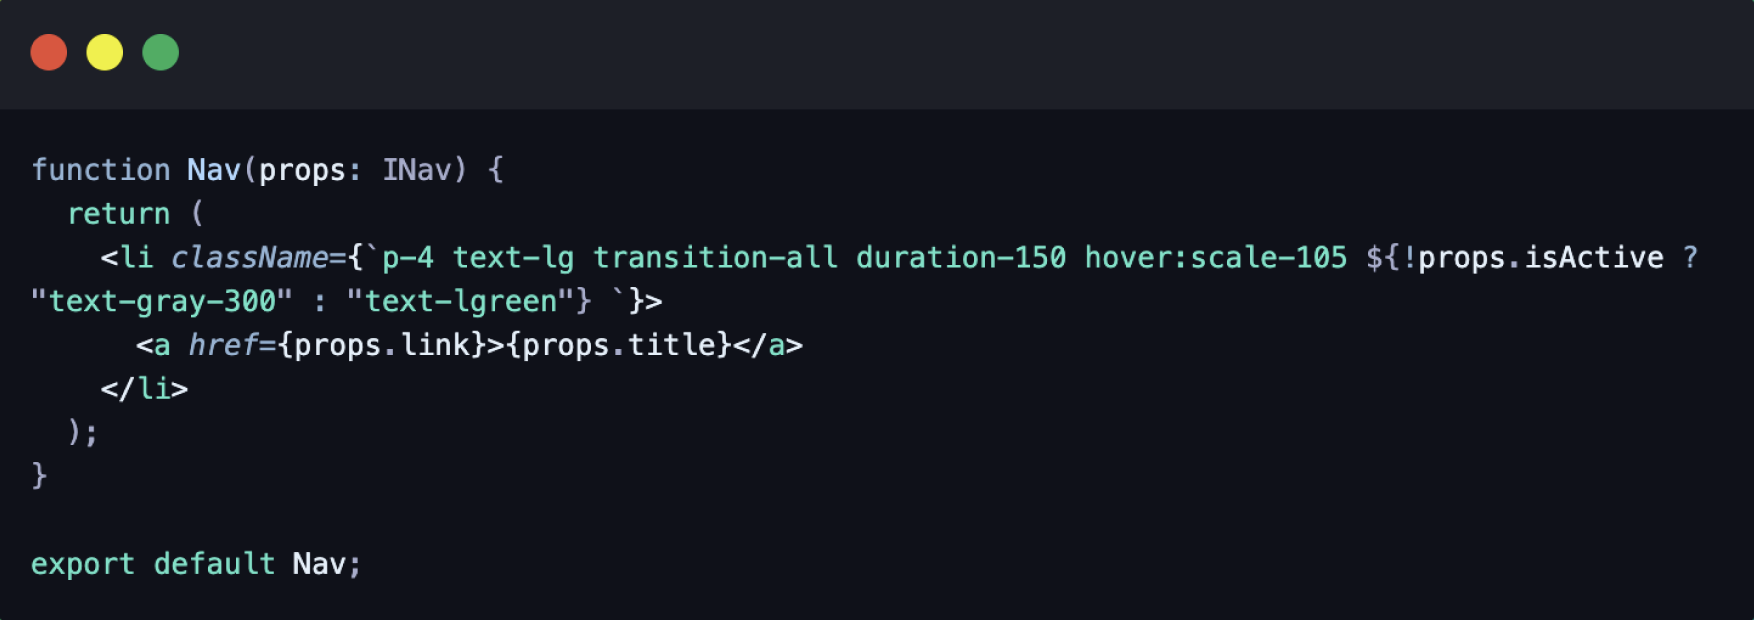 function Nav(props: INav) {
  return (
    <li className={`p-4 text-lg transition-all duration-150 hover:scale-105 ${!props.isActive ?
"text-gray-300" : "text-lgreen"} `}>
      <a href={props.link}>{props.title}</a>
    </li>
  );
}

export default Nav;